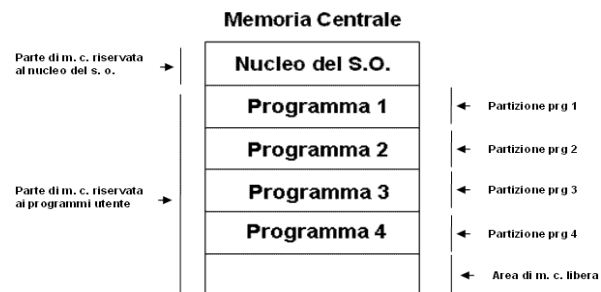 Memoria Centrale
Parte di m. c. riservata
al nucleo del s. o.
Nucleo del S.O.
Programma 1
Partizione prg 1
Programma 2
Partizione prg 2
Parte di m. c. riservata
ai programmi utente
Programma 3
Partizione prg 3
Programma 4
Partizione prg 4
Area di m. c. libera